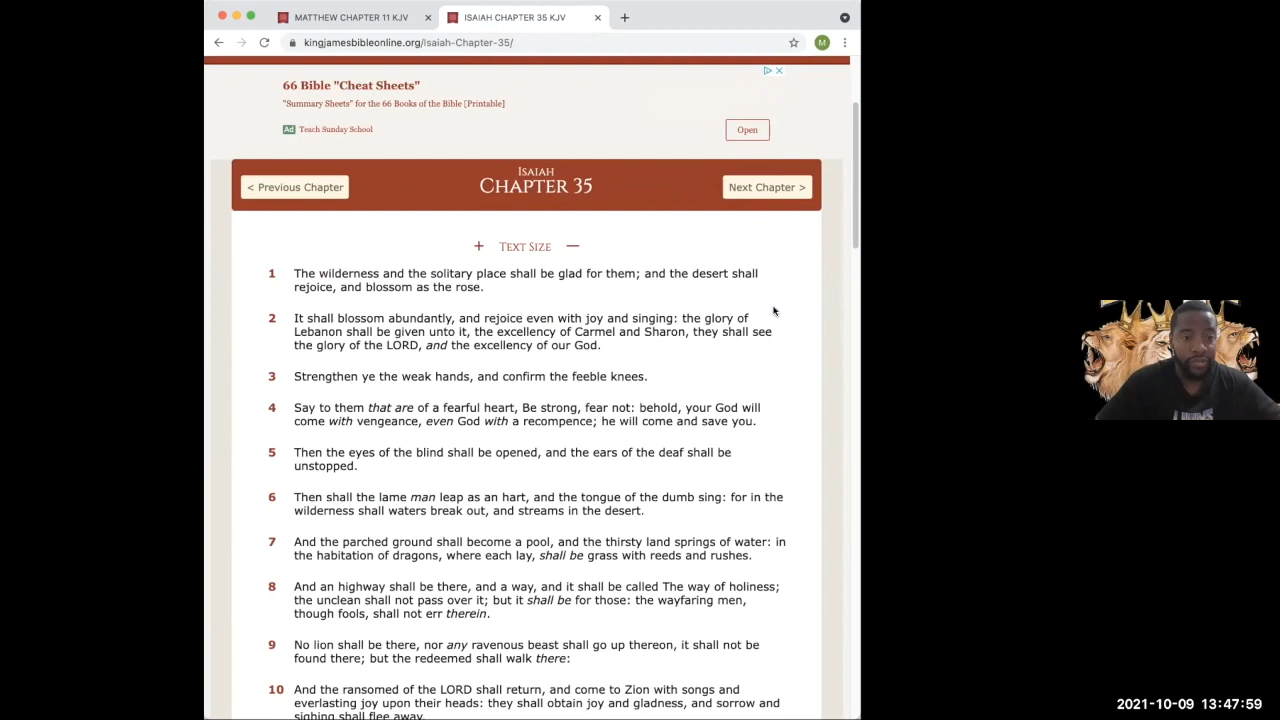 MATTHEW CHAPTER 11 KJV
ISAIAH CHAPTER 35 KJV
kingjamesbibleonline.org/Isaiah-Chapter-35/
M
66 Bible "Cheat Sheets"
"Summary Sheets" for the 66 Books of the Bible [Printable]
Ad Teach Sunday School
Open
< Previous Chapter
ISAIAH
CHAPTER 35
Next Chapter >
+ TEXT SIZE —
1 The wilderness and the solitary place shall be glad for them; and the desert shall
rejoice, and blossom as the rose.
2 It shall blossom abundantly, and rejoice even with joy and singing: the glory of
Lebanon shall be given unto it, the excellency of Carmel and Sharon, they shall see
the glory of the LORD, and the excellency of our God.
3 Strengthen ye the weak hands, and confirm the feeble knees.
4 Say to them that are of a fearful heart, Be strong, fear not: behold, your God will
come with vengeance, even God with a recompence; he will come and save you.
5 Then the eyes of the blind shall be opened, and the ears of the deaf shall be
unstopped.
6 Then shall the lame man leap as an hart, and the tongue of the dumb sing: for in the
wilderness shall waters break out, and streams in the desert.
7 And the parched ground shall become a pool, and the thirsty land springs of water: in
the habitation of dragons, where each lay, shall be grass with reeds and rushes.
8 And an highway shall be there, and a way, and it shall be called The way of holiness;
the unclean shall not pass over it; but it shall be for those: the wayfaring men,
though fools, shall not err therein.
9 No lion shall be there, nor any ravenous beast shall go up thereon, it shall not be
found there; but the redeemed shall walk there:
10 And the ransomed of the LORD shall return, and come to Zion with songs and
everlasting joy upon their heads: they shall obtain joy and gladness, and sorrow and
sighing shall flee away.
2021-10-09 13:47:59